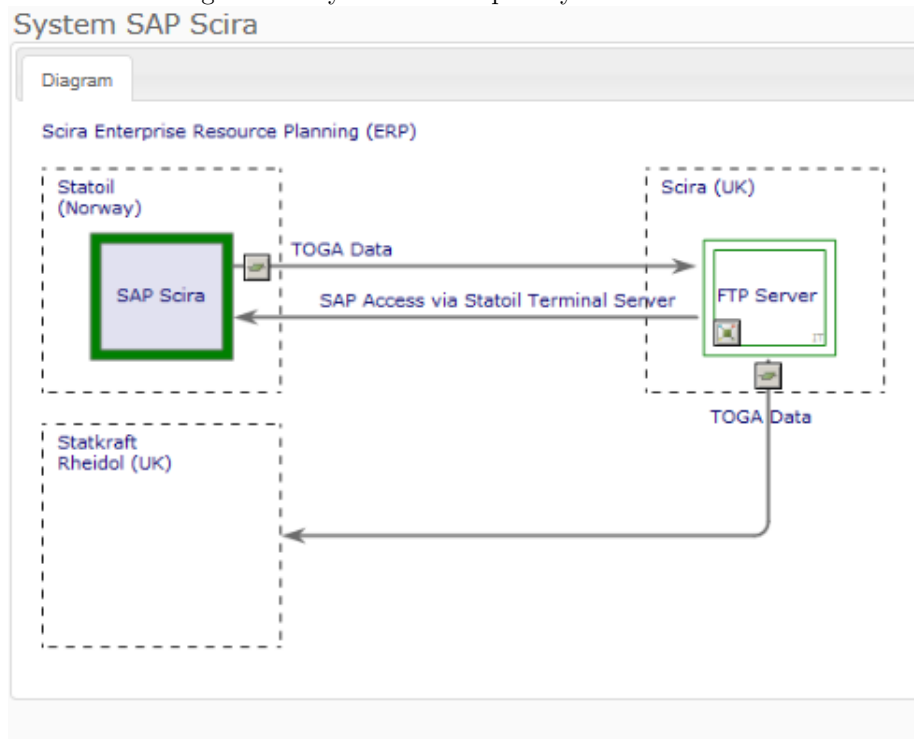 System SAP Scira
Diagram
Scira Enterprise Resource Planning (ERP)
Statoil
(Norway)
Scira (UK)
TOGA Data
SAP Scira
SAP Access via Statoil Terminal Server
FTP Server
IT
TOGA Data
Statkraft
Rheidol (UK)